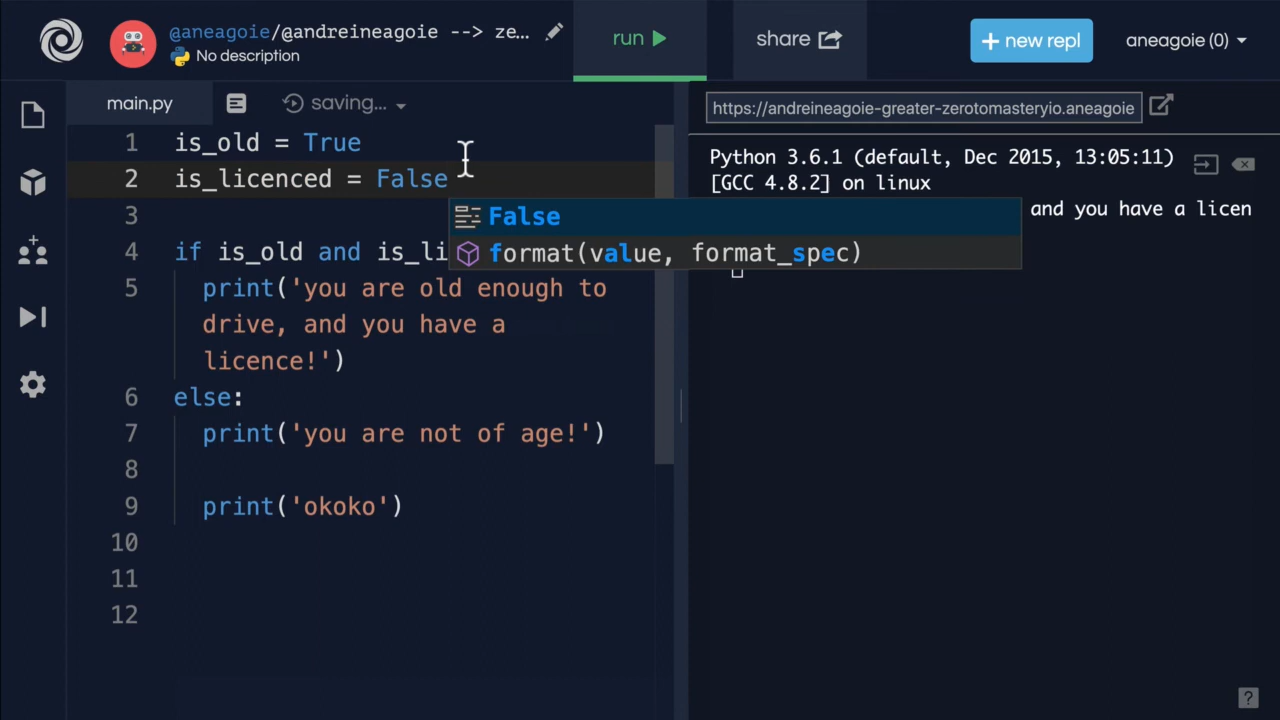 @aneagoie/@andreineagoie --> ze...
No description
run
share
+ new repl
aneagoie (0)
main.py
saving...
https://andreineagoie-greater-zerotomasteryio.aneagoie
1 is_old = True
2 is_licenced = False
3
False
format(value, format_spec)
4 if is_old and is_li
5 print('you are old enough to
drive, and you have a
licence!')
6 else:
7 print('you are not of age!')
8
9 print('okoko')
10
11
12
Python 3.6.1 (default, Dec 2015, 13:05:11)
[GCC 4.8.2] on linux
and you have a licen
?